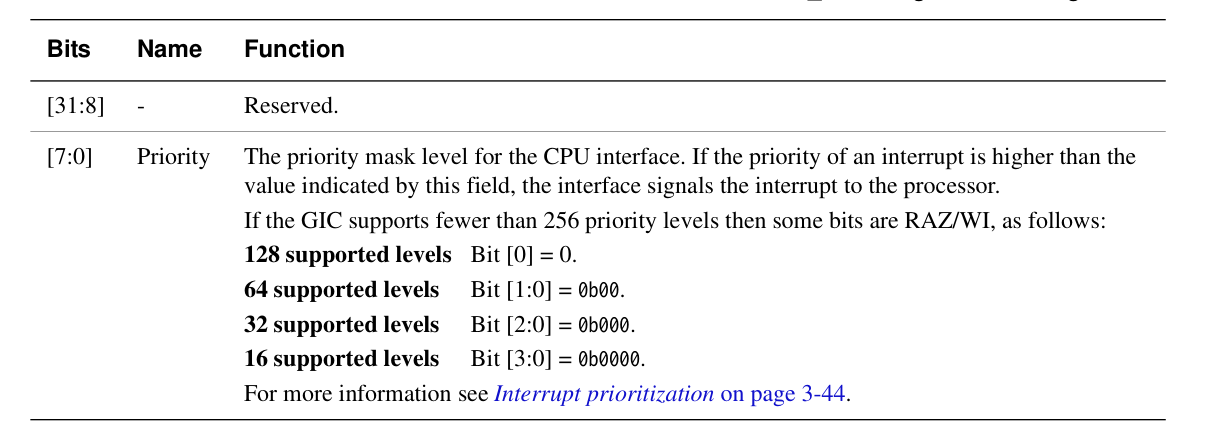 Bits Name Function
[31:8] - Reserved.
[7:0] Priority The priority mask level for the CPU interface. If the priority of an interrupt is higher than the
value indicated by this field, the interface signals the interrupt to the processor.
If the GIC supports fewer than 256 priority levels then some bits are RAZ/WI, as follows:
128 supported levels Bit [0] = 0.
64 supported levels Bit [1:0] = 0b00.
32 supported levels Bit [2:0] = 0b000.
16 supported levels Bit [3:0] = 0b0000.
For more information see Interrupt prioritization on page 3-44.